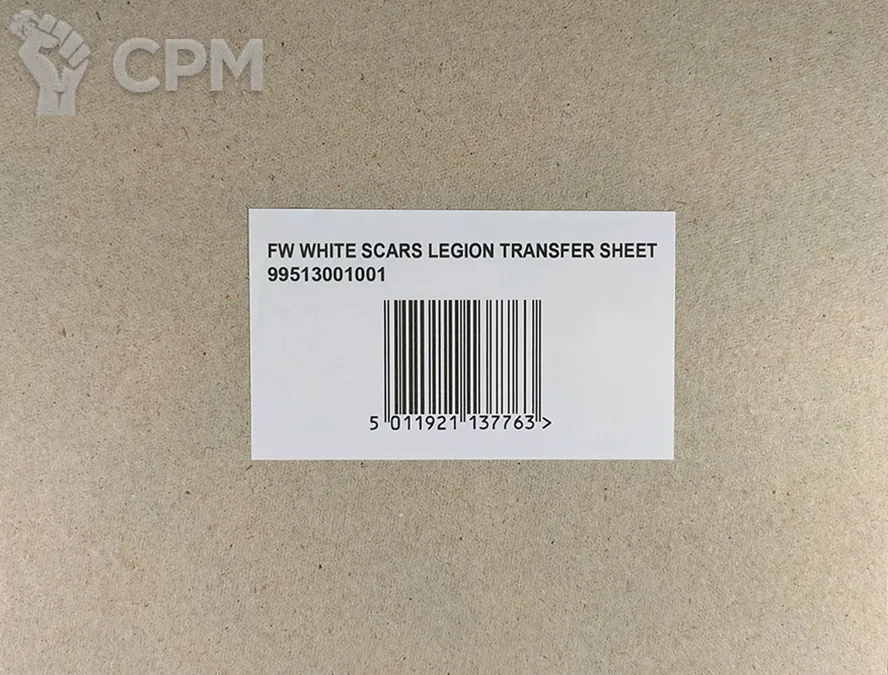 CPM
FW WHITE SCARS LEGION TRANSFER SHEET
99513001001
5 011921 137763 >